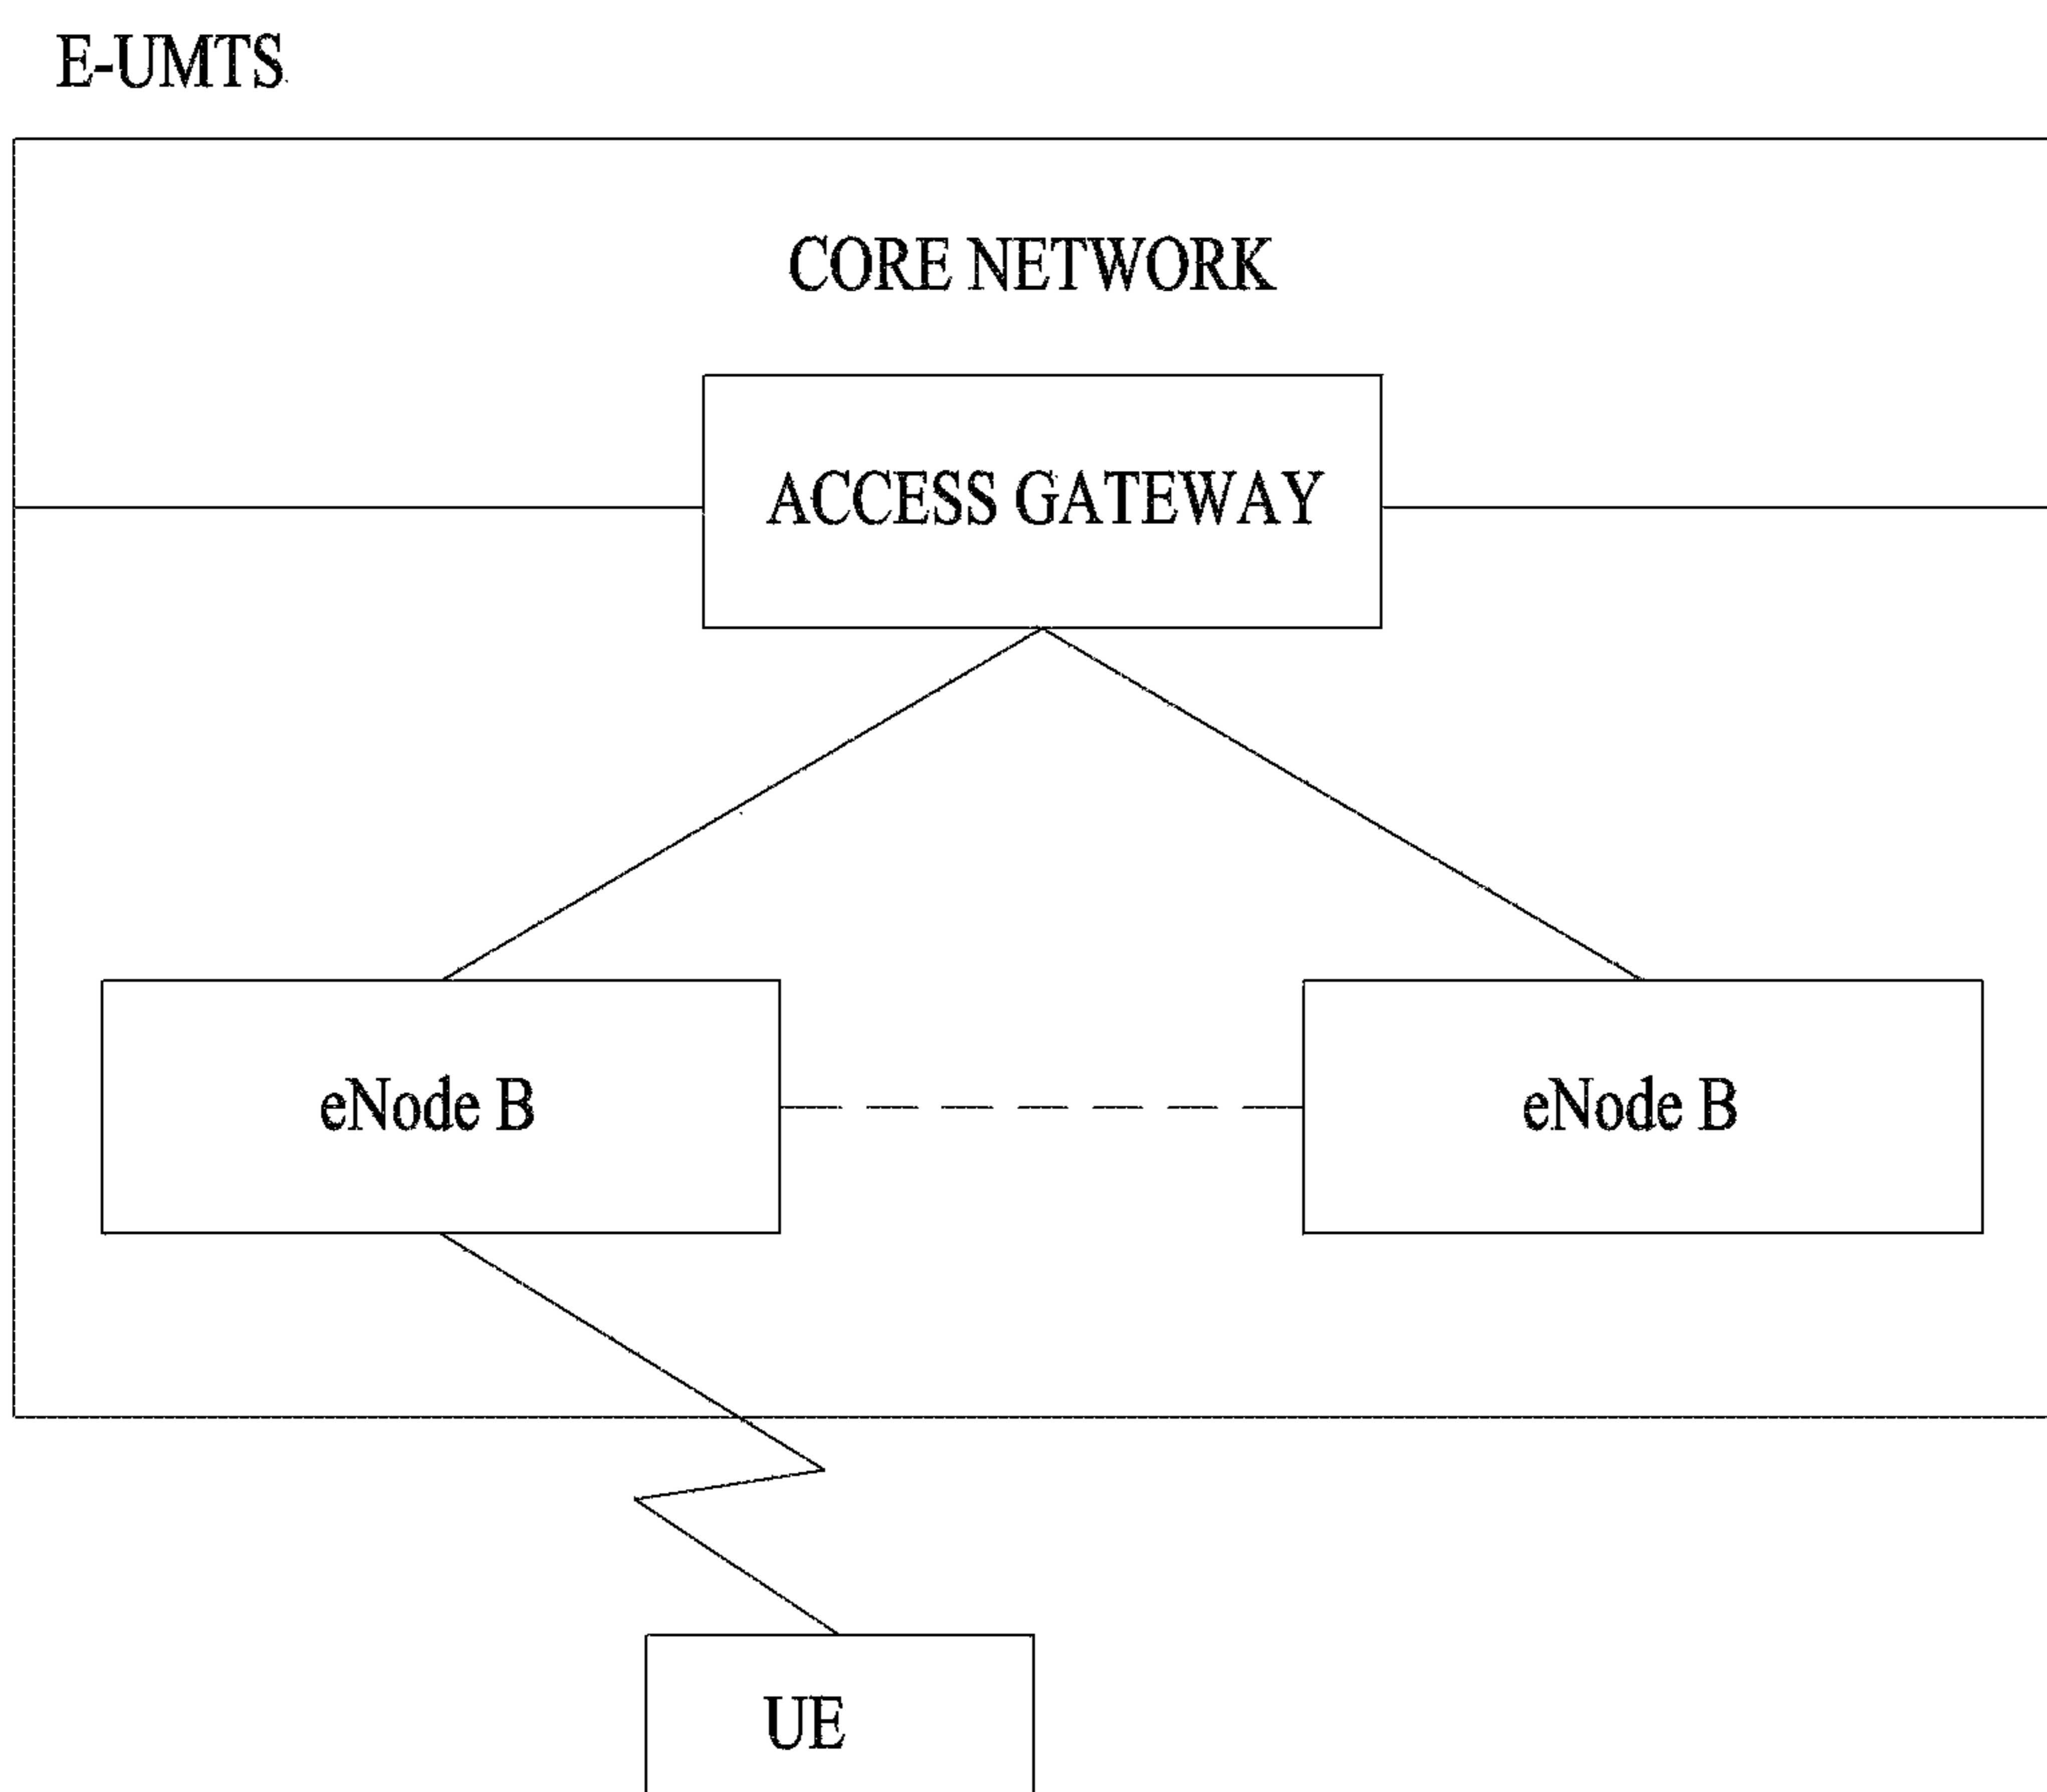 E-UMTS
CORE NETWORK
ACCESS GATEWAY
eNode B
eNode B
UE